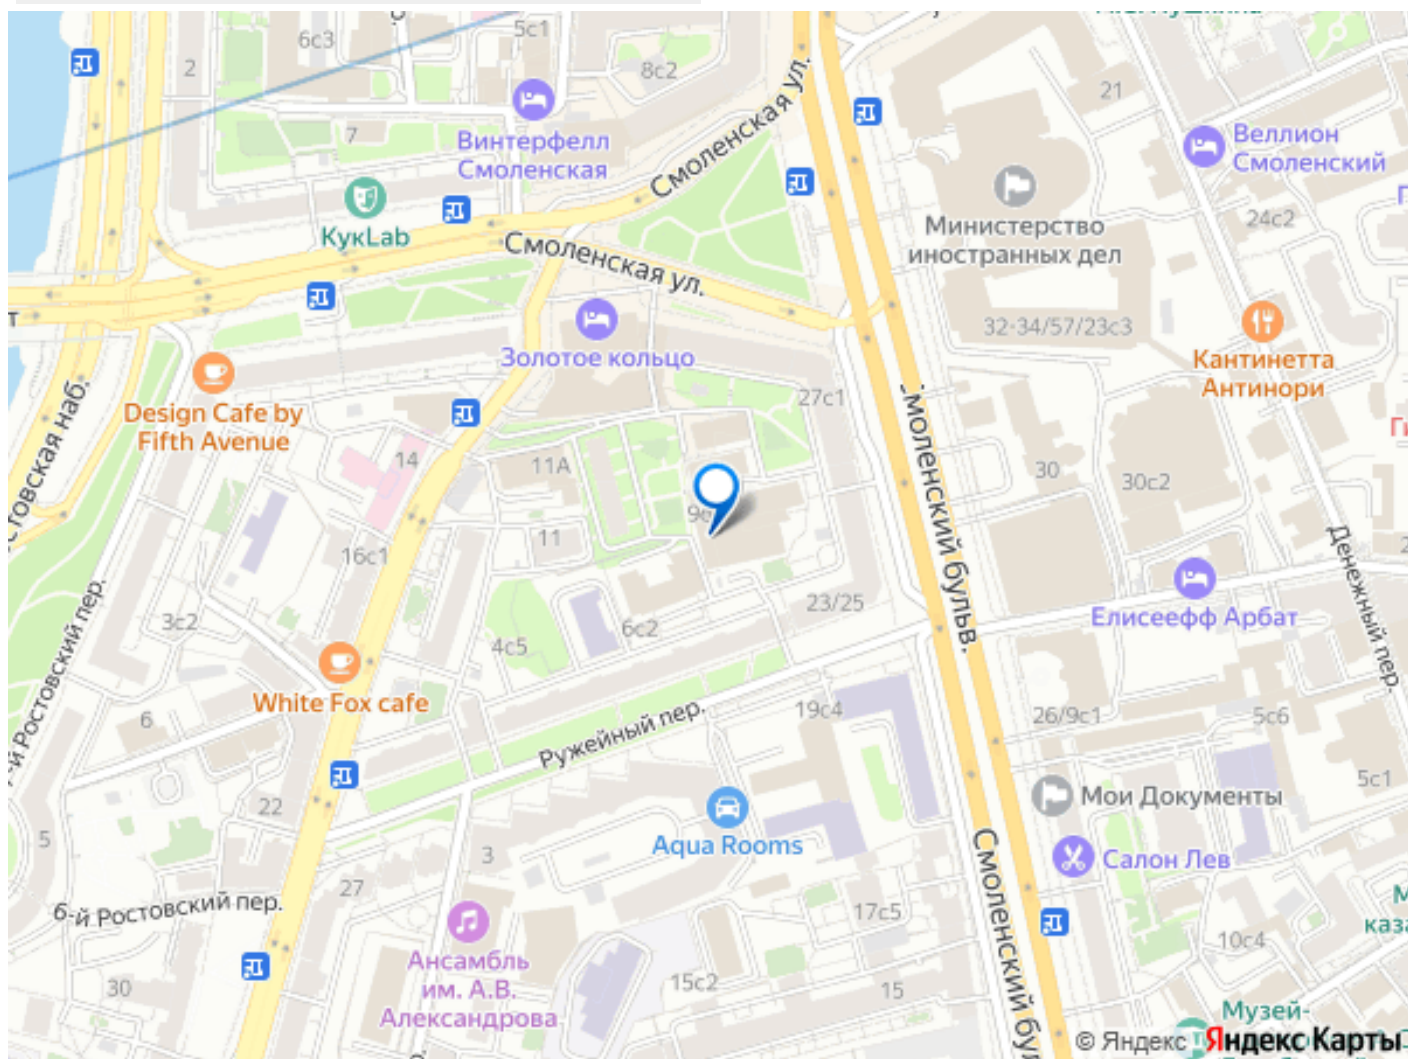 6с3
5с1
2
8с2
21
7
Винтерфелл
Смоленская
Смоленская ул.
Веллион
Смоленский
КукLab
Министерство
иностранных дел
24с2
Смоленская ул.
32-34/57/23с3
Золотое кольцо
Кантинетта
Антинори
Design Cafe by
Fifth Avenue
27с1
Смоленский бульв.
14
11А
30
30с2
11
16с1
Денежный пер.
3с2
6с2
23/25
Елисеефф Арбат
4с5
White Fox cafe
6
Ружейный пер.
19с4
26/9с1
5с6
5с1
22
Мои Документы
5
Aqua Rooms
3
Салон Лев
27
6-й Ростовский пер.
17с5
10с4
Ансамбль
им. А.В.
Александрова
30
15с2
15
Смоленский бул
Музей-
© Яндекс Яндекс Карты